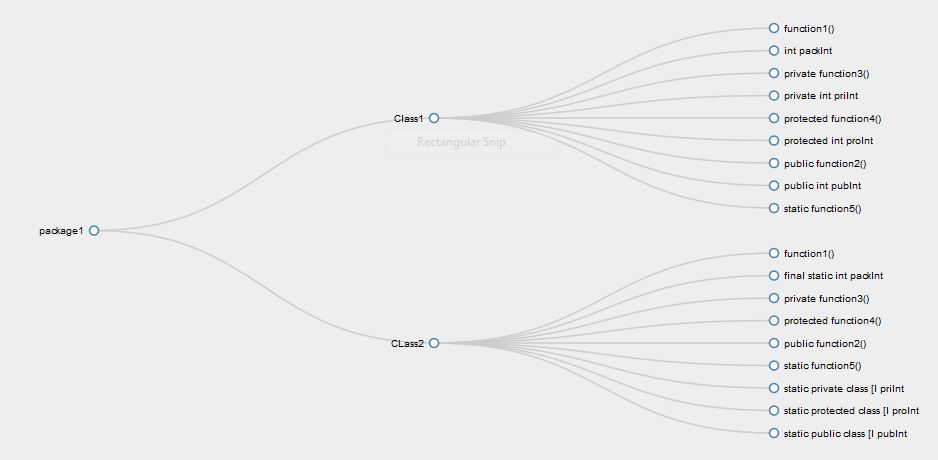 package1
Class1
Rectangular Snip
function1()
int packInt
private function3()
private int priInt
protected function4()
protected int proInt
public function2()
public int pubInt
static function5()
CLass2
function1()
final static int packInt
private function3()
protected function4()
public function2()
static function5()
static private class [I priInt
static protected class [I proInt
static public class [I pubInt